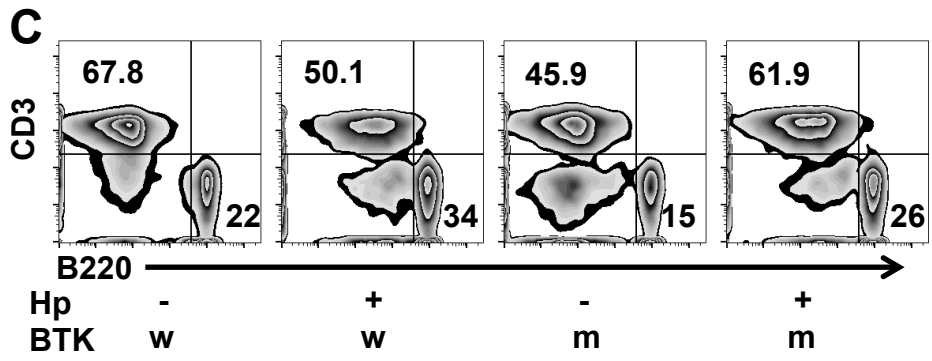 C
67.8 50.1 45.9 61.9
CD3
22 34 15 26
B220
Hp - + - +
BTK w w m m